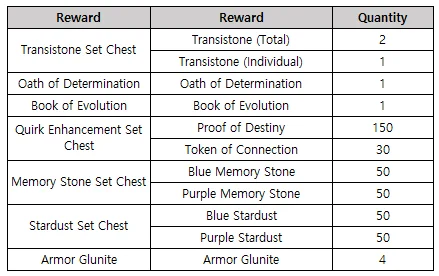 Reward Reward Quantity
Transistone Set Chest Transistone (Total) 2
Transistone (Individual) 1
Oath of Determination Oath of Determination 1
Book of Evolution Book of Evolution 1
Quirk Enhancement Set Chest Proof of Destiny 150
Token of Connection 30
Memory Stone Set Chest Blue Memory Stone 50
Purple Memory Stone 50
Stardust Set Chest Blue Stardust 50
Purple Stardust 50
Armor Glunite Armor Glunite 4